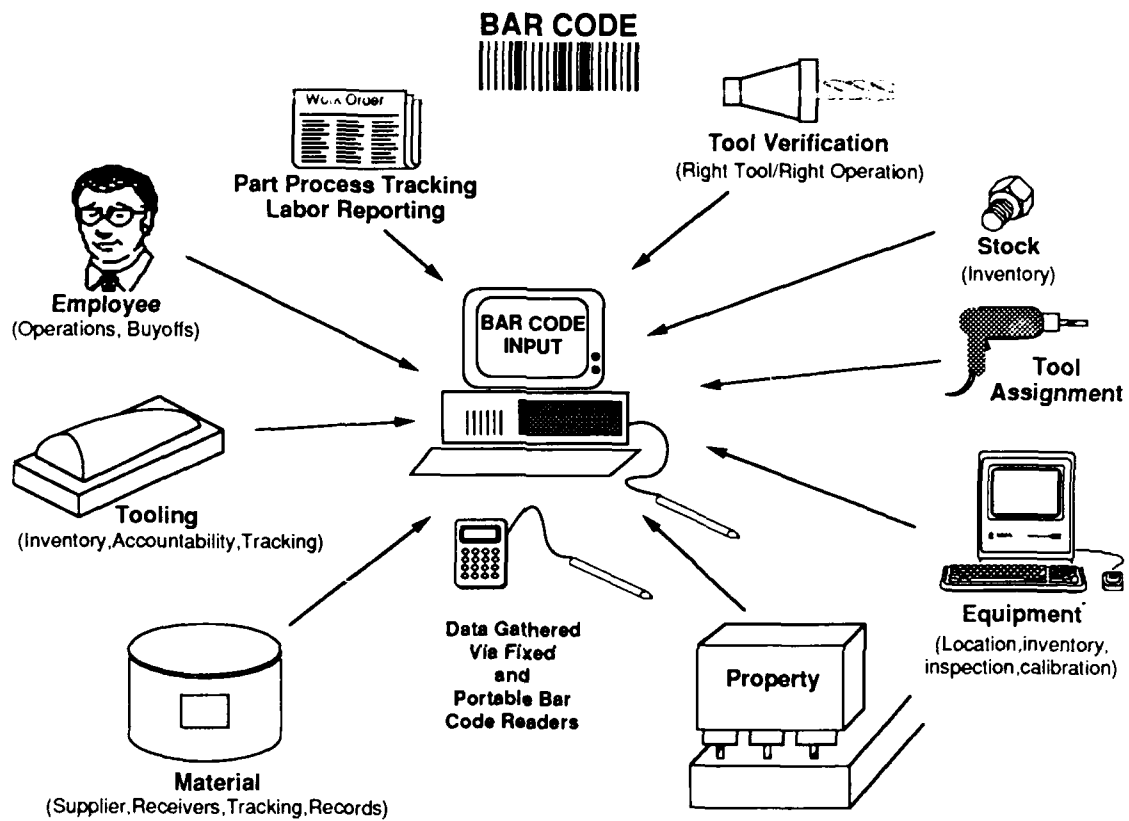 BAR CODE
Work Order
Part Process Tracking
Labor Reporting
Tool Verification
(Right Tool/Right Operation)
Employee
(Operations, Buyoffs)
Stock
(Inventory)
BAR CODE
INPUT
Tool
Assignment
Tooling
(Inventory,Accountability,Tracking)
Equipment
(Location,inventory,
inspection,calibration)
Data Gathered
Via Fixed
and
Portable Bar
Code Readers
Property
Material
(Supplier,Receivers,Tracking,Records)